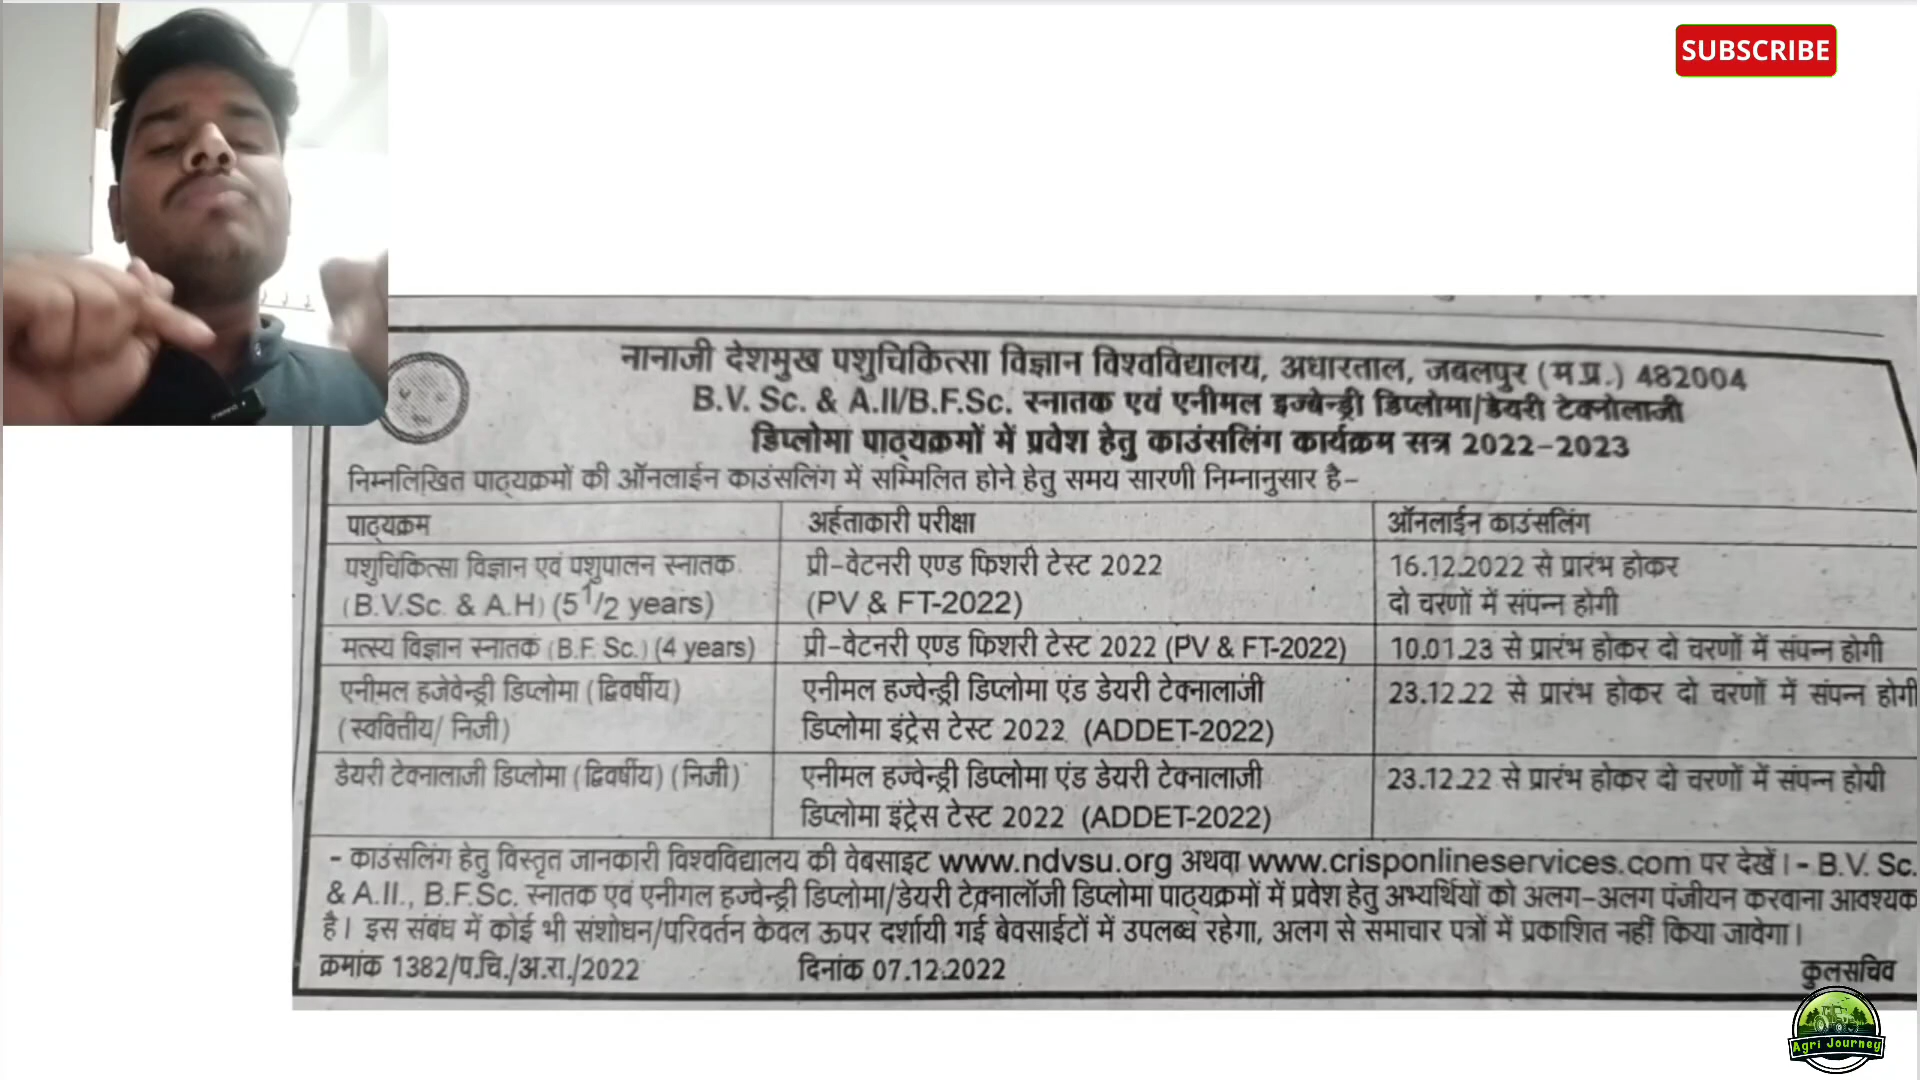 SUBSCRIBE
नानाजी देशमुख पशुचिकित्सा विज्ञान विश्वविद्यालय, अधारताल, जबलपुर (म.प्र.) 482004
B.V. Sc. & A.II/B.F.Sc. स्नातक एवं एनीमल हज्वेन्ड्री डिप्लोमा/डेयरी टेक्नोलाजी
डिप्लोमा पाठ्यक्रमों में प्रवेश हेतु काउंसलिंग कार्यक्रम सत्र 2022-2023
निम्नलिखित पाठ्यक्रमों की ऑनलाईन काउंसलिंग में सम्मिलित होने हेतु समय सारणी निम्नानुसार है-
पाठ्यक्रम अर्हताकारी परीक्षा ऑनलाईन काउंसलिंग
पशुचिकित्सा विज्ञान एवं पशुपालन स्नातक प्री-वेटनरी एण्ड फिशरी टेस्ट 2022 16.12.2022 से प्रारंभ होकर
(B.V.Sc. & A.H) (5 1/2 years) (PV & FT-2022) दो चरणों में संपन्न होगी
मत्स्य विज्ञान स्नातक (B.F. Sc.) (4 years) प्री-वेटनरी एण्ड फिशरी टेस्ट 2022 (PV & FT-2022) 10.01.23 से प्रारंभ होकर दो चरणों में संपन्न होगी
एनीमल हजेवेन्ड्री डिप्लोमा (द्विवर्षीय) एनीमल हज्वेन्ड्री डिप्लोमा एंड डेयरी टेक्नालाजी 23.12.22 से प्रारंभ होकर दो चरणों में संपन्न होगी
(स्ववित्तीय/ निजी) डिप्लोमा इंट्रेस टेस्ट 2022 (ADDET-2022)
डेयरी टेक्नालाजी डिप्लोमा (द्विवर्षीय) (निजी) एनीमल हज्वेन्ड्री डिप्लोमा एंड डेयरी टेक्नालाजी 23.12.22 से प्रारंभ होकर दो चरणों में संपन्न होगी
डिप्लोमा इंट्रेस टेस्ट 2022 (ADDET-2022)
- काउंसलिंग हेतु विस्तृत जानकारी विश्वविद्यालय की वेबसाइट www.ndvsu.org अथवा www.crisponlineservices.com पर देखें। - B.V. Sc.
& A.II., B.F.Sc. स्नातक एवं एनीगल हज्वेन्ड्री डिप्लोमा/डेयरी टेक्नालॉजी डिप्लोमा पाठ्यक्रमों में प्रवेश हेतु अभ्यर्थियों को अलग-अलग पंजीयन करवाना आवश्यक
है। इस संबंध में कोई भी संशोधन/परिवर्तन केवल ऊपर दर्शायी गई बेवसाईटों में उपलब्ध रहेगा, अलग से समाचार पत्रों में प्रकाशित नहीं किया जावेगा।
क्रमांक 1382/प.चि./अ.रा./2022 दिनांक 07.12.2022 कुलसचिव
Agri Journey